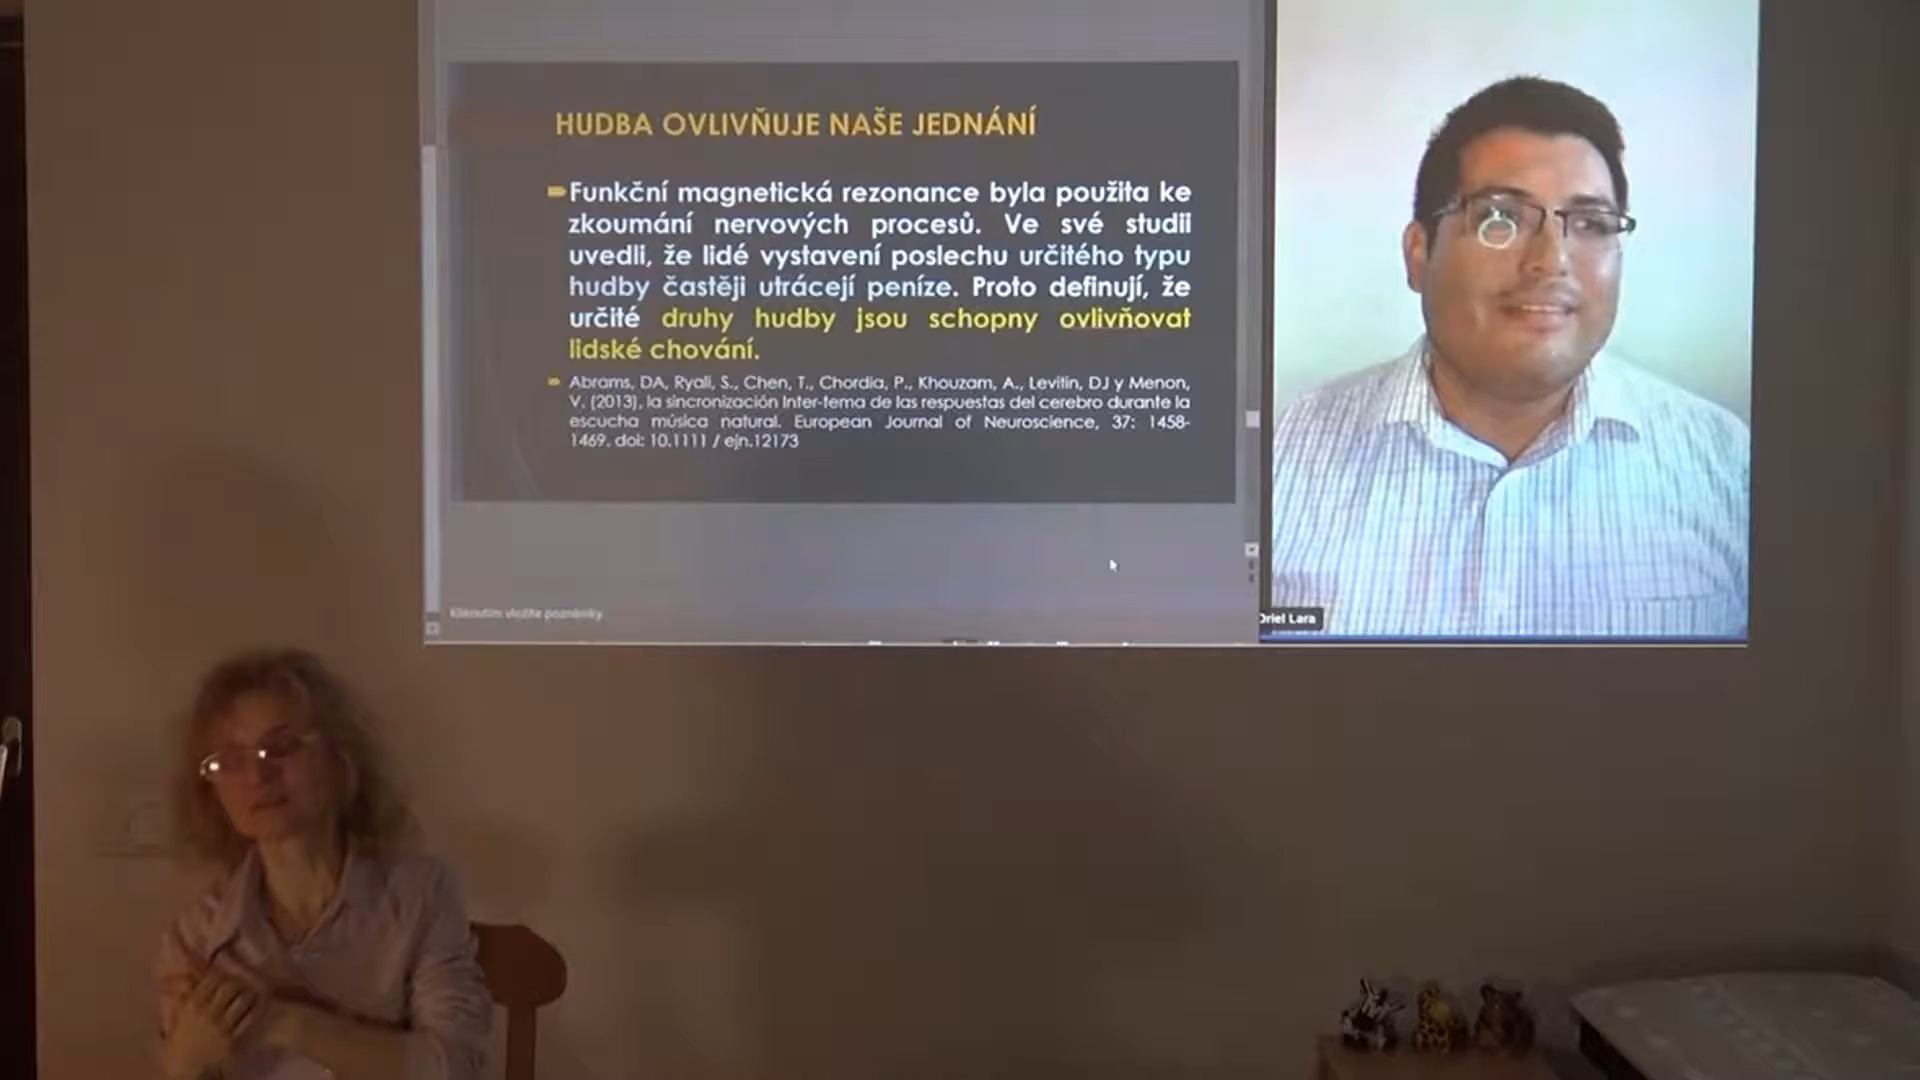 HUDBA OVLIVŇUJE NAŠE JEDNÁNÍ
Funkční magnetická rezonance byla použita ke
zkoumání nervových procesů. Ve své studii
uvedli, že lidé vystavení poslechu určitého typu
hudby častěji utrácejí peníze. Proto definují, že
určité druhy hudby jsou schopny ovlivňovat
lidské chování.
Abrams, DA, Ryali, S., Chen, T., Chordia, P., Khouzam, A., Levitin, DJ y Menon,
V. (2013), la sincronización Inter-tema de las respuestas del cerebro durante la
escucha música natural. European Journal of Neuroscience, 37: 1458-
1469. doi: 10.1111 / ejn.12173
Kliknutím vložíte poznámky.
Oriel Lara